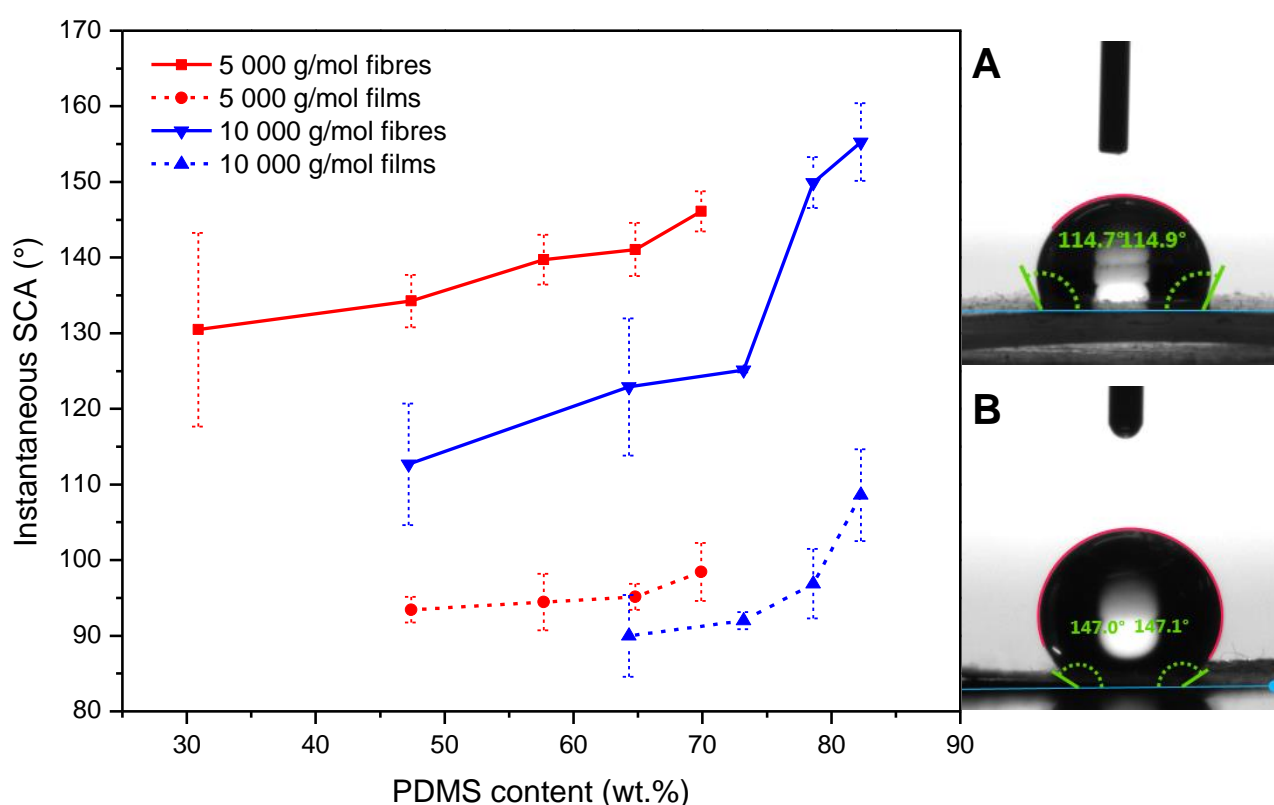 170
160
150
140
130
120
110
100
90
80
Instantaneous SCA (°)
5 000 g/mol fibres
5 000 g/mol films
10 000 g/mol fibres
10 000 g/mol films
30 40 50 60 70 80 90
PDMS content (wt.%)
A
114.7° 114.9°
B
147.0° 147.1°